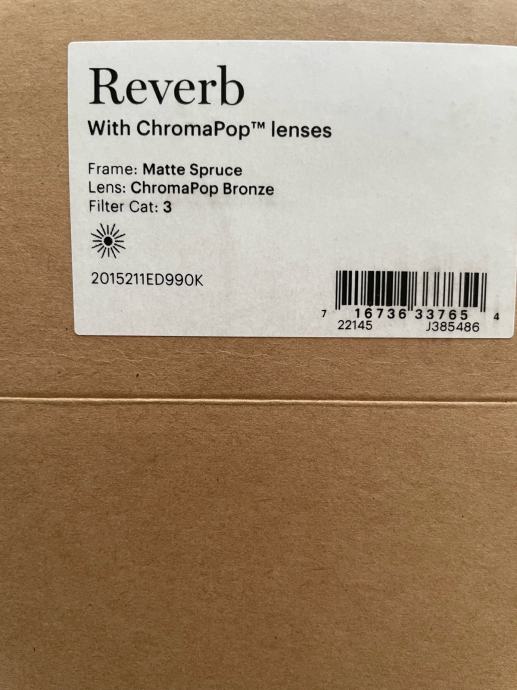 Reverb
With ChromaPop™ lenses
Frame: Matte Spruce
Lens: ChromaPop Bronze
Filter Cat: 3
2015211ED990K
7 16736 33765 4
22145 J385486